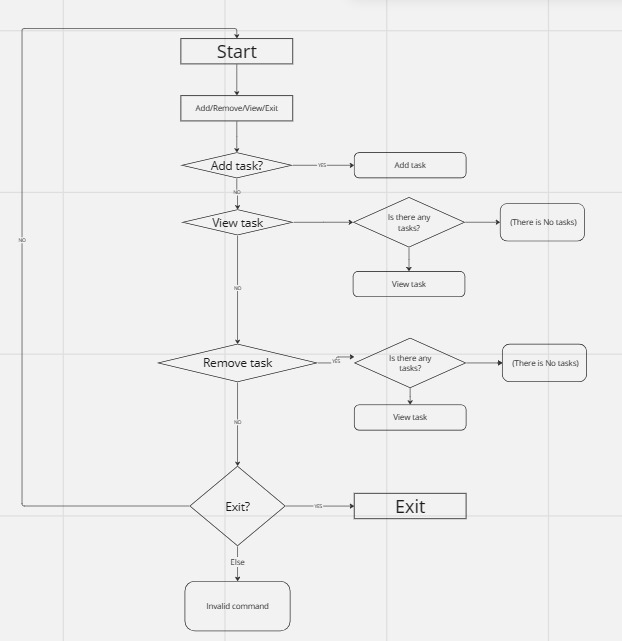 Start
Add/Remove/View/Exit
Add task?
YES
Add task
NO
View task
Is there any
tasks?
(There is No tasks)
NO
View task
NO
Remove task
YES
Is there any
tasks?
(There is No tasks)
View task
NO
Exit?
YES
Exit
Else
Invalid command